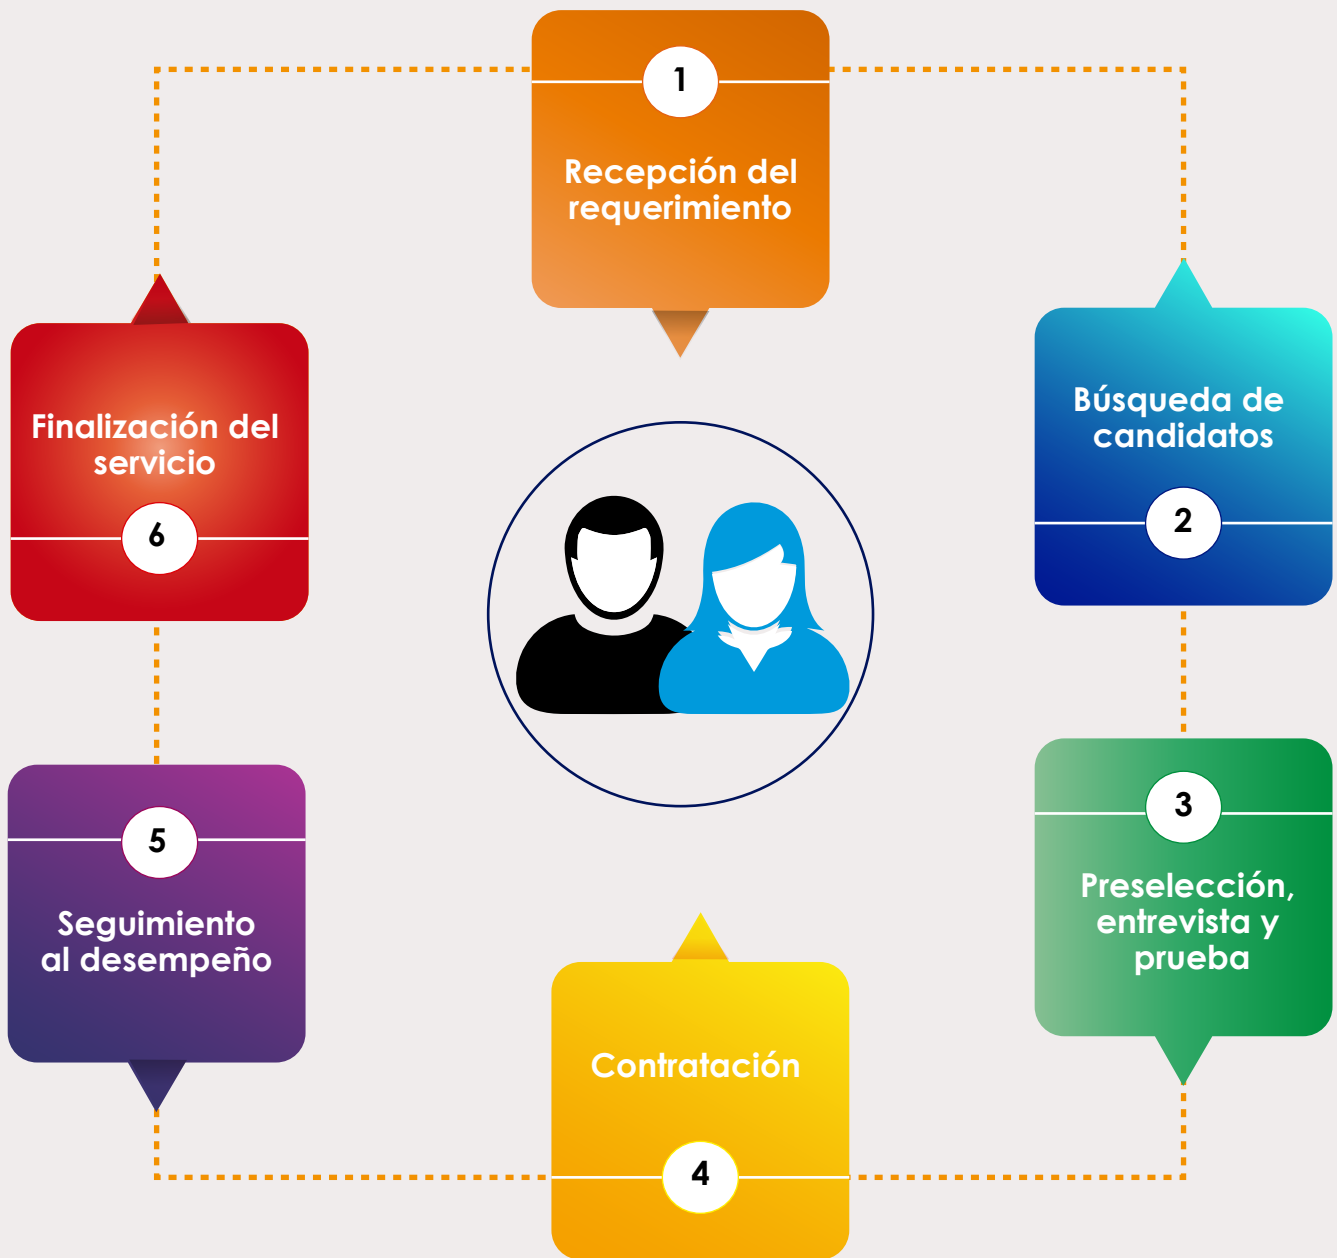 1
Recepción del
requerimiento
Búsqueda de
candidatos
2
3
Preselección,
entrevista y
prueba
Contratación
4
5
Seguimiento
al desempeño
Finalización del
servicio
6